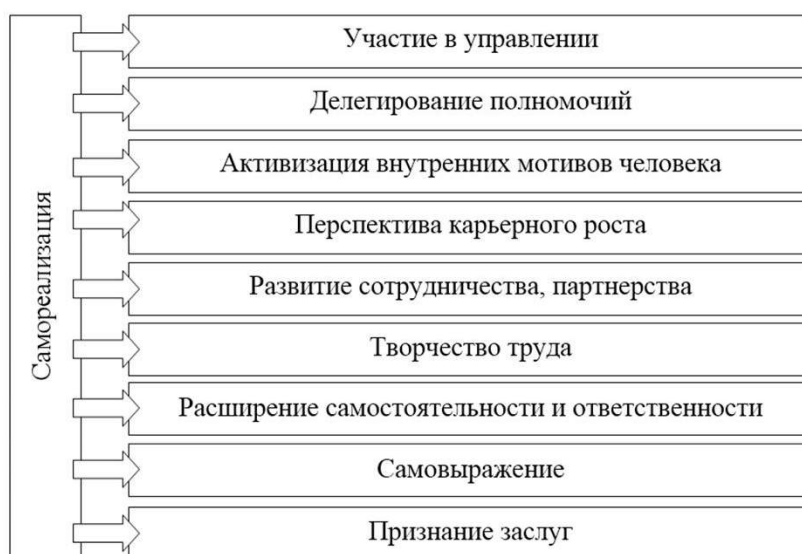 Самореализация
Участие в управлении
Делегирование полномочий
Активизация внутренних мотивов человека
Перспектива карьерного роста
Развитие сотрудничества, партнерства
Творчество труда
Расширение самостоятельности и ответственности
Самовыражение
Признание заслуг